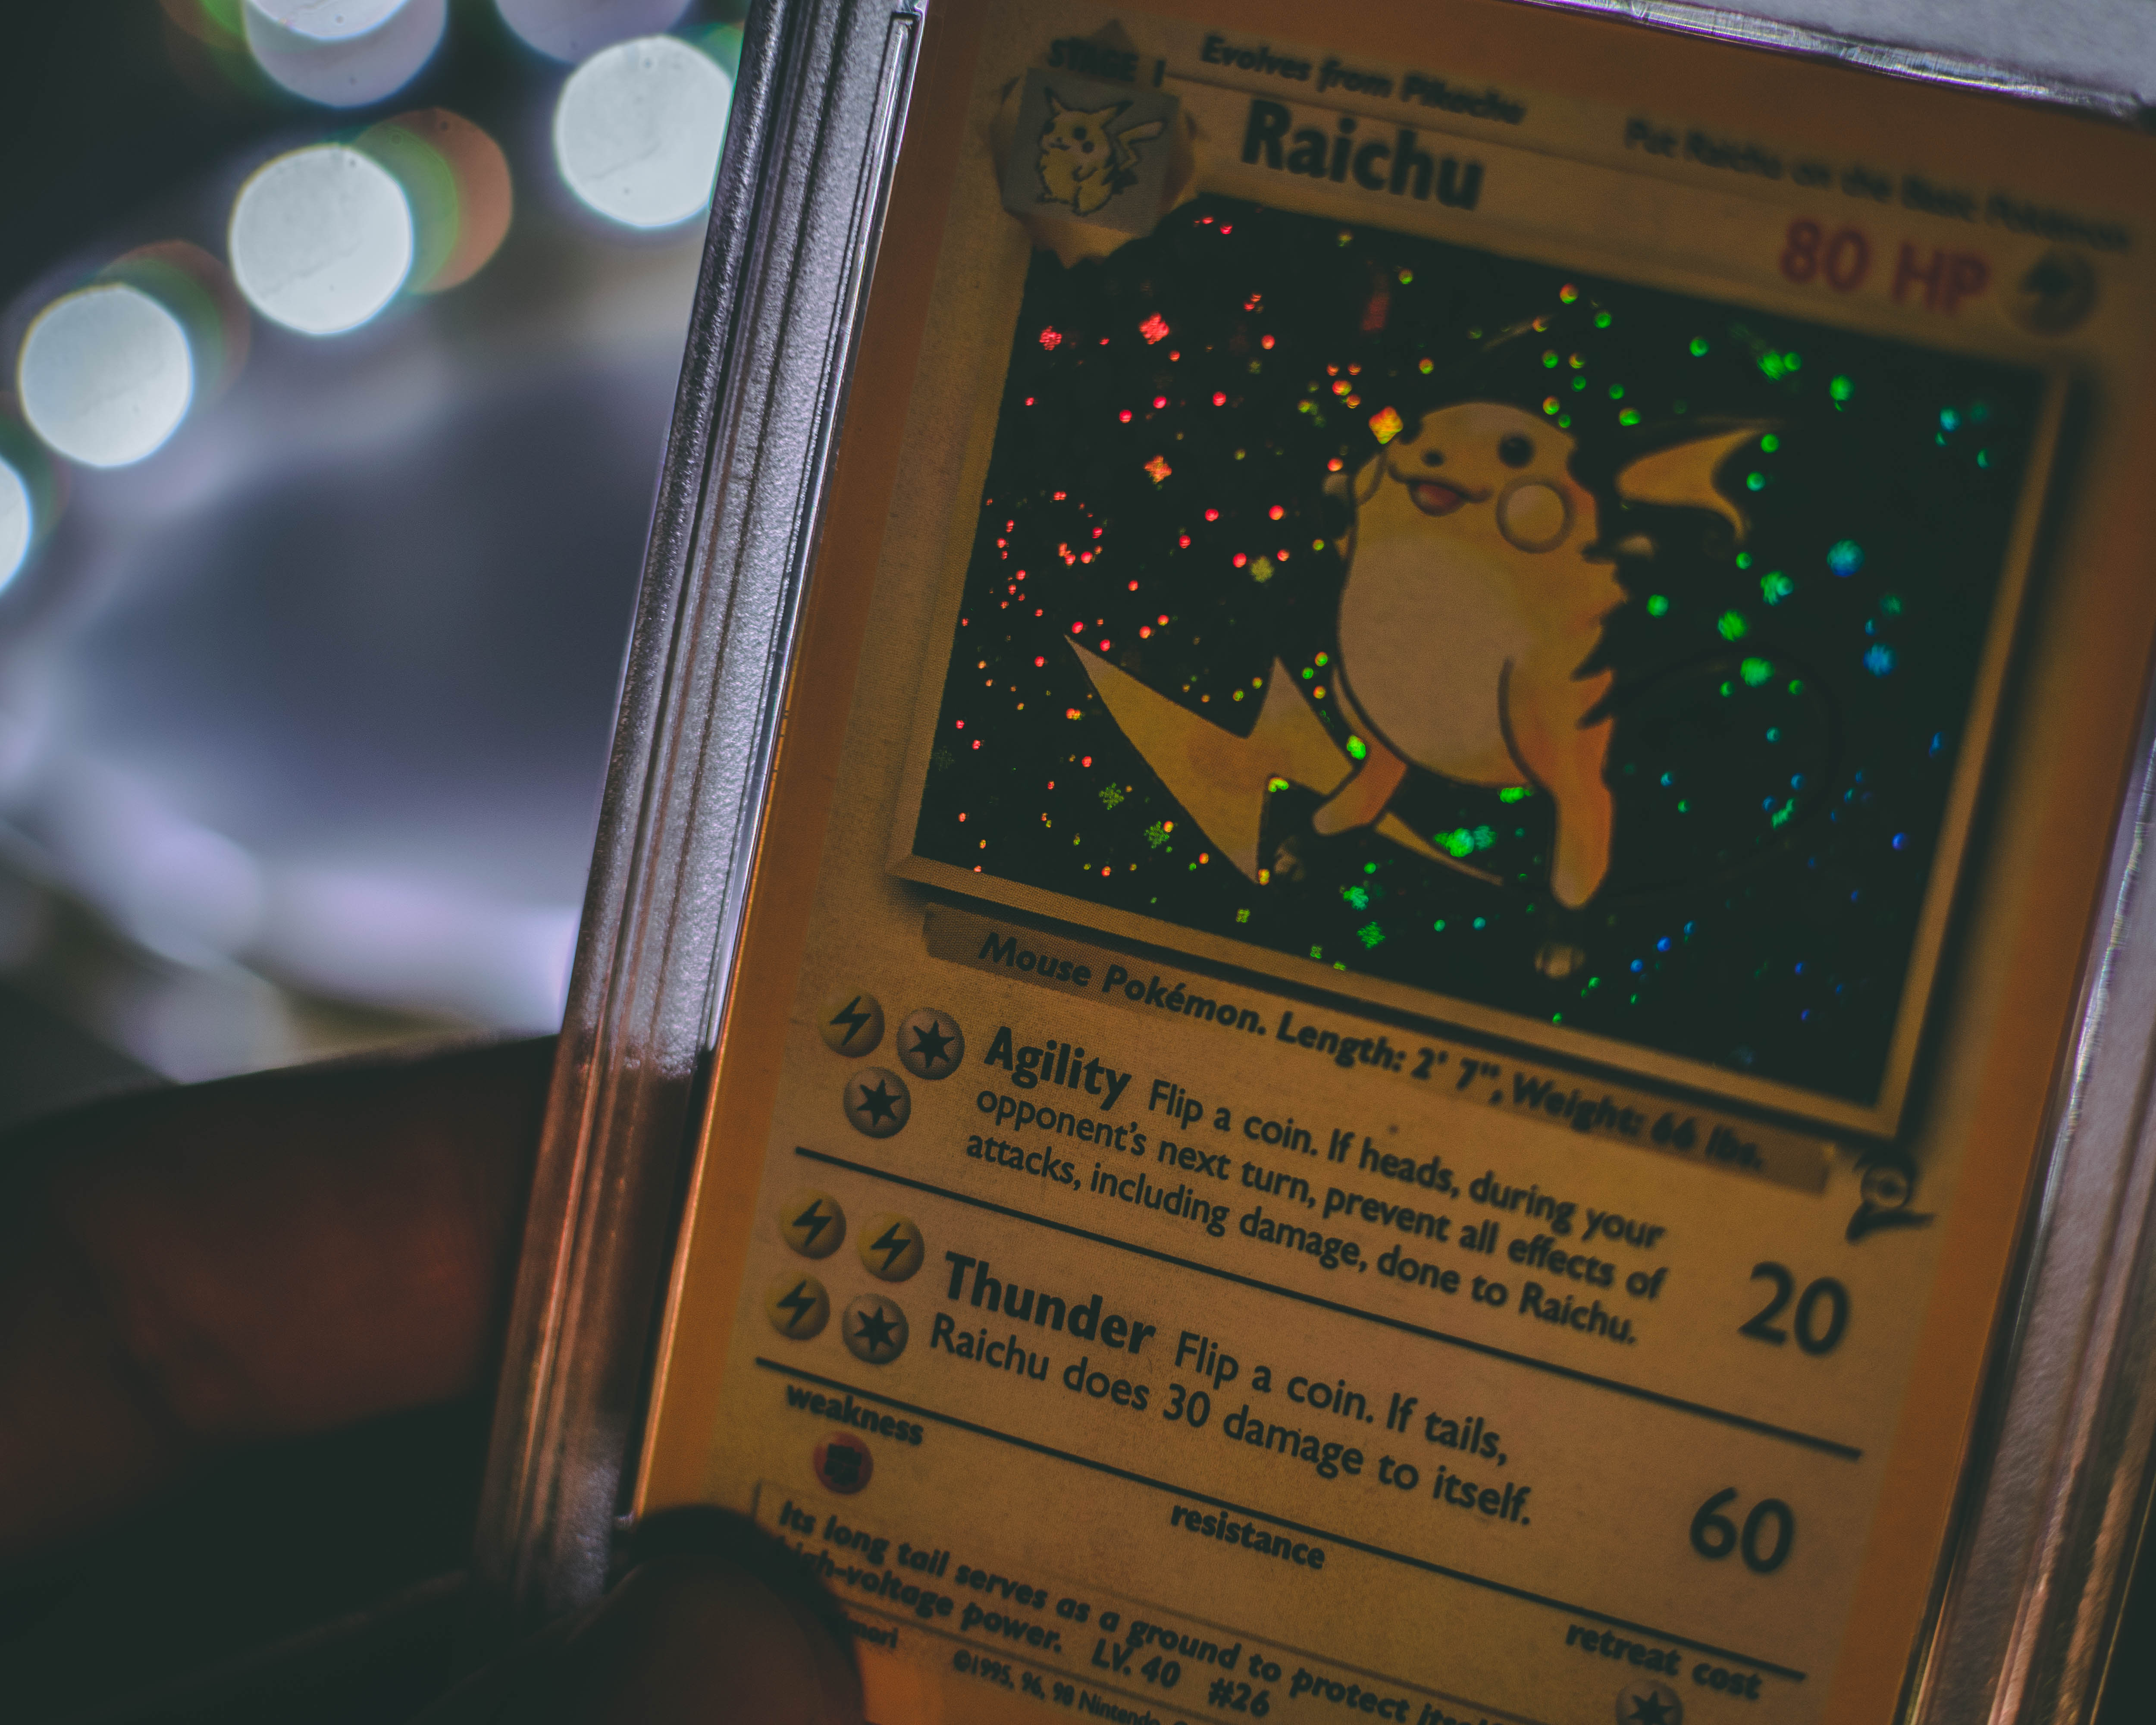 STAGE 1
Evolves from Pikachu
Put Raichu on the Basic Pokémon
Raichu
80 HP
Mouse Pokémon. Length: 2' 7", Weight: 66 lbs.
Agility Flip a coin. If heads, during your
opponent's next turn, prevent all effects of
attacks, including damage, done to Raichu.
20
Thunder Flip a coin. If tails,
Raichu does 30 damage to itself.
60
weakness
resistance
retreat cost
Its long tail serves as a ground to protect
high-voltage power. LV. 40 #26
©1995, 96, 98 Nintendo